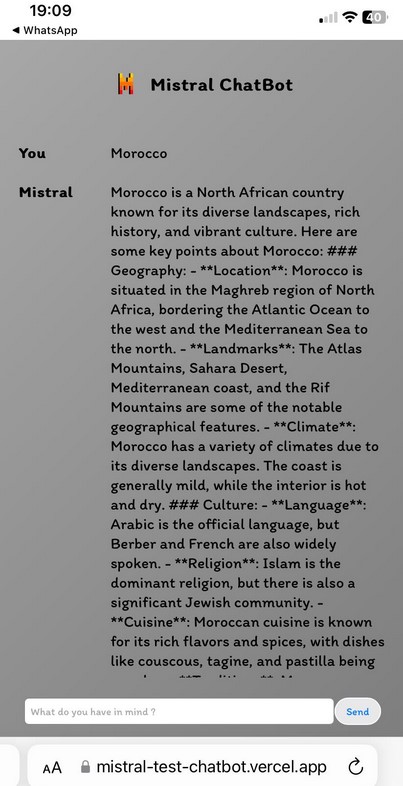 19:09
40
◀ WhatsApp
Mistral ChatBot
You
Morocco
Mistral
Morocco is a North African country
known for its diverse landscapes, rich
history, and vibrant culture. Here are
some key points about Morocco: ###
Geography: - **Location**: Morocco is
situated in the Maghreb region of North
Africa, bordering the Atlantic Ocean to
the west and the Mediterranean Sea to
the north. - **Landmarks**: The Atlas
Mountains, Sahara Desert,
Mediterranean coast, and the Rif
Mountains are some of the notable
geographical features. - **Climate**:
Morocco has a variety of climates due to
its diverse landscapes. The coast is
generally mild, while the interior is hot
and dry. ### Culture: - **Language**:
Arabic is the official language, but
Berber and French are also widely
spoken. - **Religion**: Islam is the
dominant religion, but there is also a
significant Jewish community. -
**Cuisine**: Moroccan cuisine is known
for its rich flavors and spices, with dishes
like couscous, tagine, and pastilla being
What do you have in mind ?
Send
AA
mistral-test-chatbot.vercel.app